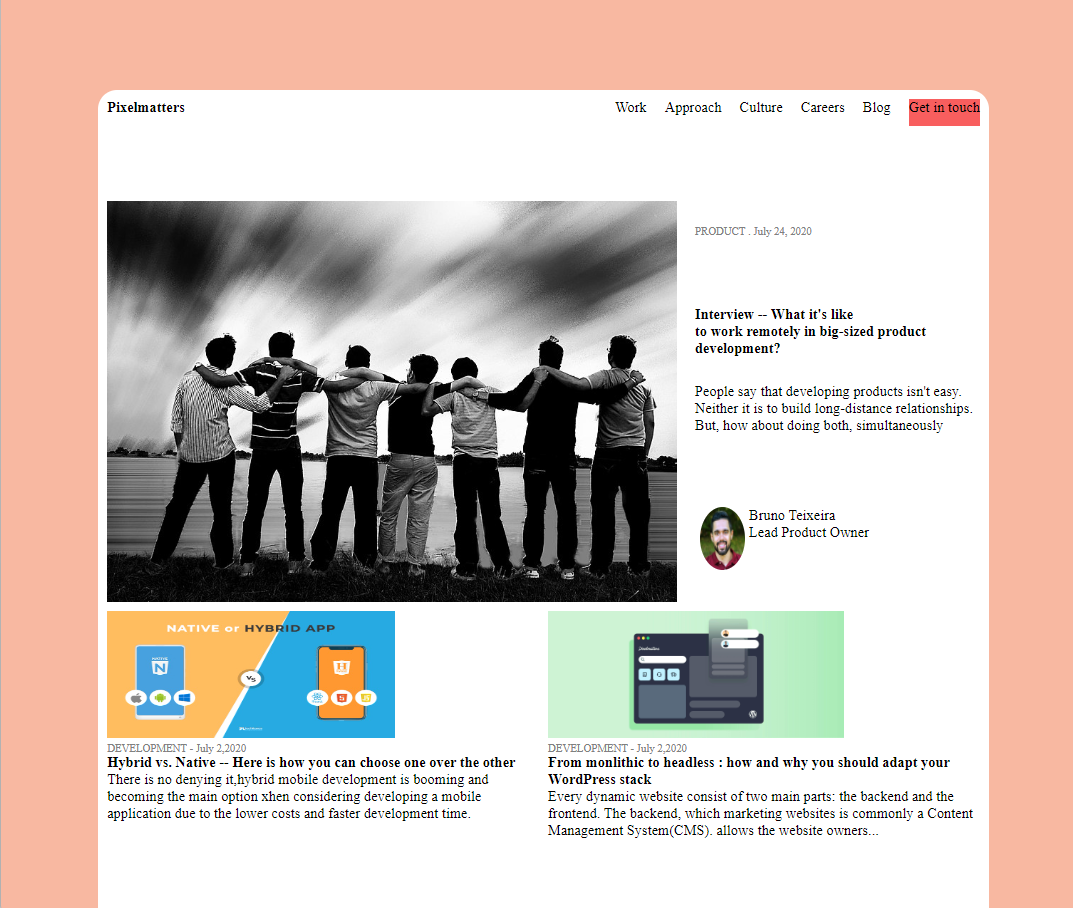 Pixelmatters
Work Approach Culture Careers Blog Get in touch
PRODUCT . July 24, 2020
Interview -- What it's like
to work remotely in big-sized product
development?
People say that developing products isn't easy.
Neither it is to build long-distance relationships.
But, how about doing both, simultaneously
Bruno Teixeira
Lead Product Owner
NATIVE or HYBRID APP
NATIVE
N
VS
DEVELOPMENT - July 2,2020
Hybrid vs. Native -- Here is how you can choose one over the other
There is no denying it,hybrid mobile development is booming and
becoming the main option xhen considering developing a mobile
application due to the lower costs and faster development time.
DEVELOPMENT - July 2,2020
From monlithic to headless : how and why you should adapt your
WordPress stack
Every dynamic website consist of two main parts: the backend and the
frontend. The backend, which marketing websites is commonly a Content
Management System(CMS). allows the website owners...